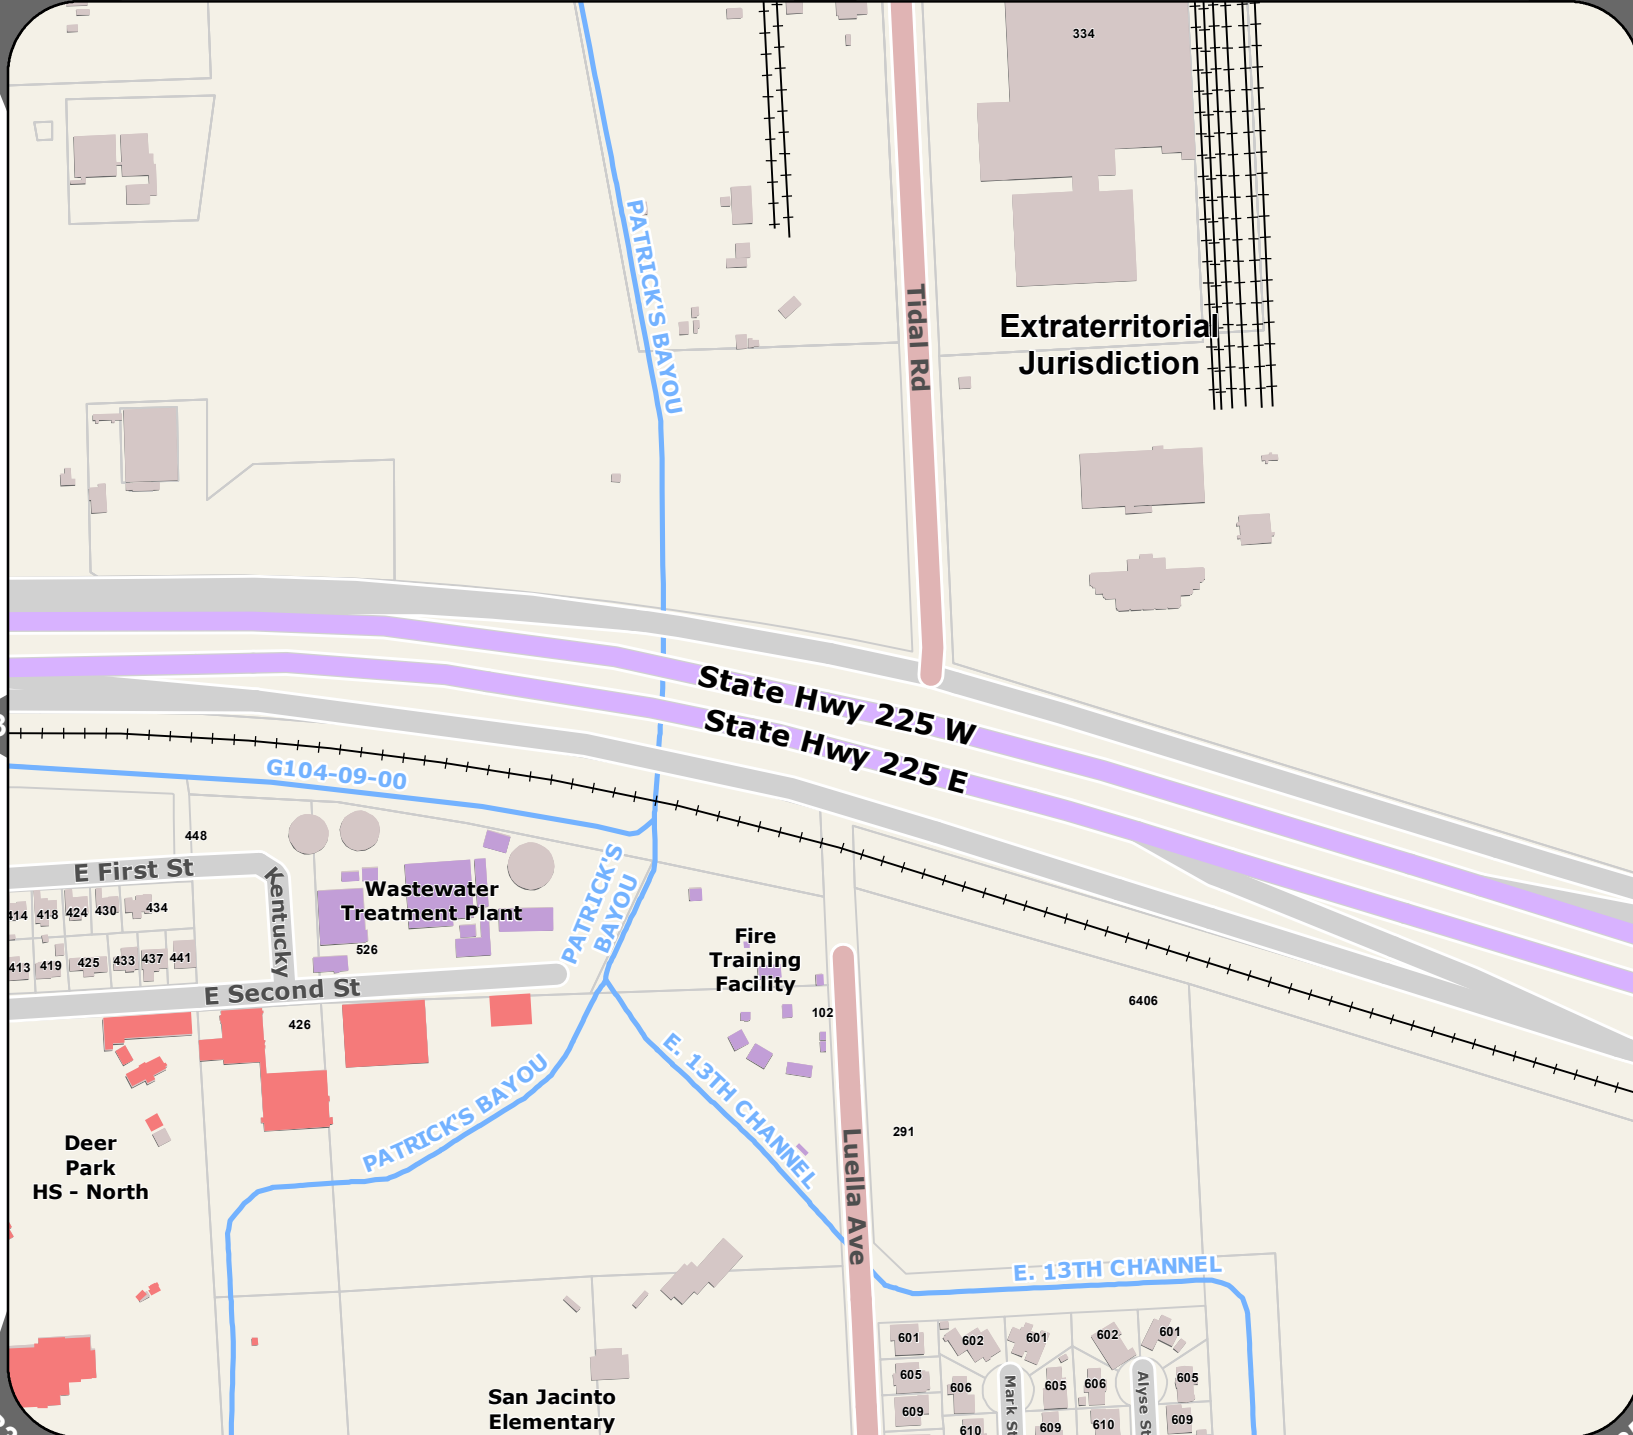 334
PATRICK'S BAYOU
Tidal Rd
Extraterritorial
Jurisdiction
State Hwy 225 W
State Hwy 225 E
G104-09-00
448
E First St
Kentucky
Wastewater
Treatment Plant
526
PATRICK'S
BAYOU
414
418
424
430
434
413
419
425
433
437
441
E Second St
Fire
Training
Facility
102
6406
426
E. 13TH CHANNEL
PATRICK'S BAYOU
291
Luella Ave
Deer
Park
HS - North
E. 13TH CHANNEL
601
602
601
602
601
605
606
605
606
605
609
610
609
610
609
Mark St
Alyse St
San Jacinto
Elementary